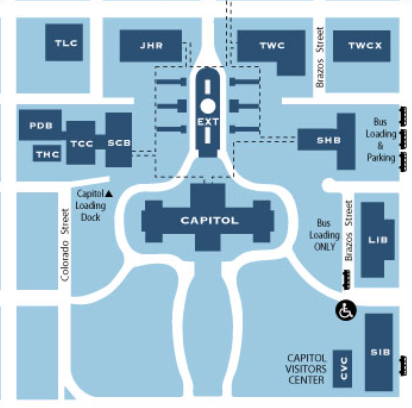 TLC
JHR
TWC
Brazos Street
TWCX
PDB
TCC
SCB
THC
EXT
SHB
Bus
Loading
&
Parking
Capitol▲
Loading
Dock
CAPITOL
Colorado Street
Bus
Loading
ONLY
Brazos Street
LIB
CAPITOL
VISITORS
CENTER
CVC
SIB